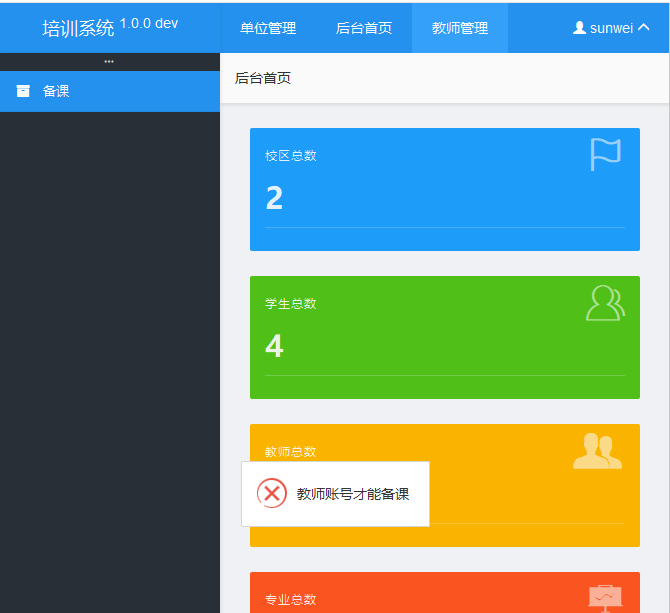 培训系统 1.0.0 dev
单位管理
后台首页
教师管理
sunwei
...
备课
后台首页
校区总数
2
学生总数
4
教师总数
教师账号才能备课
专业总数